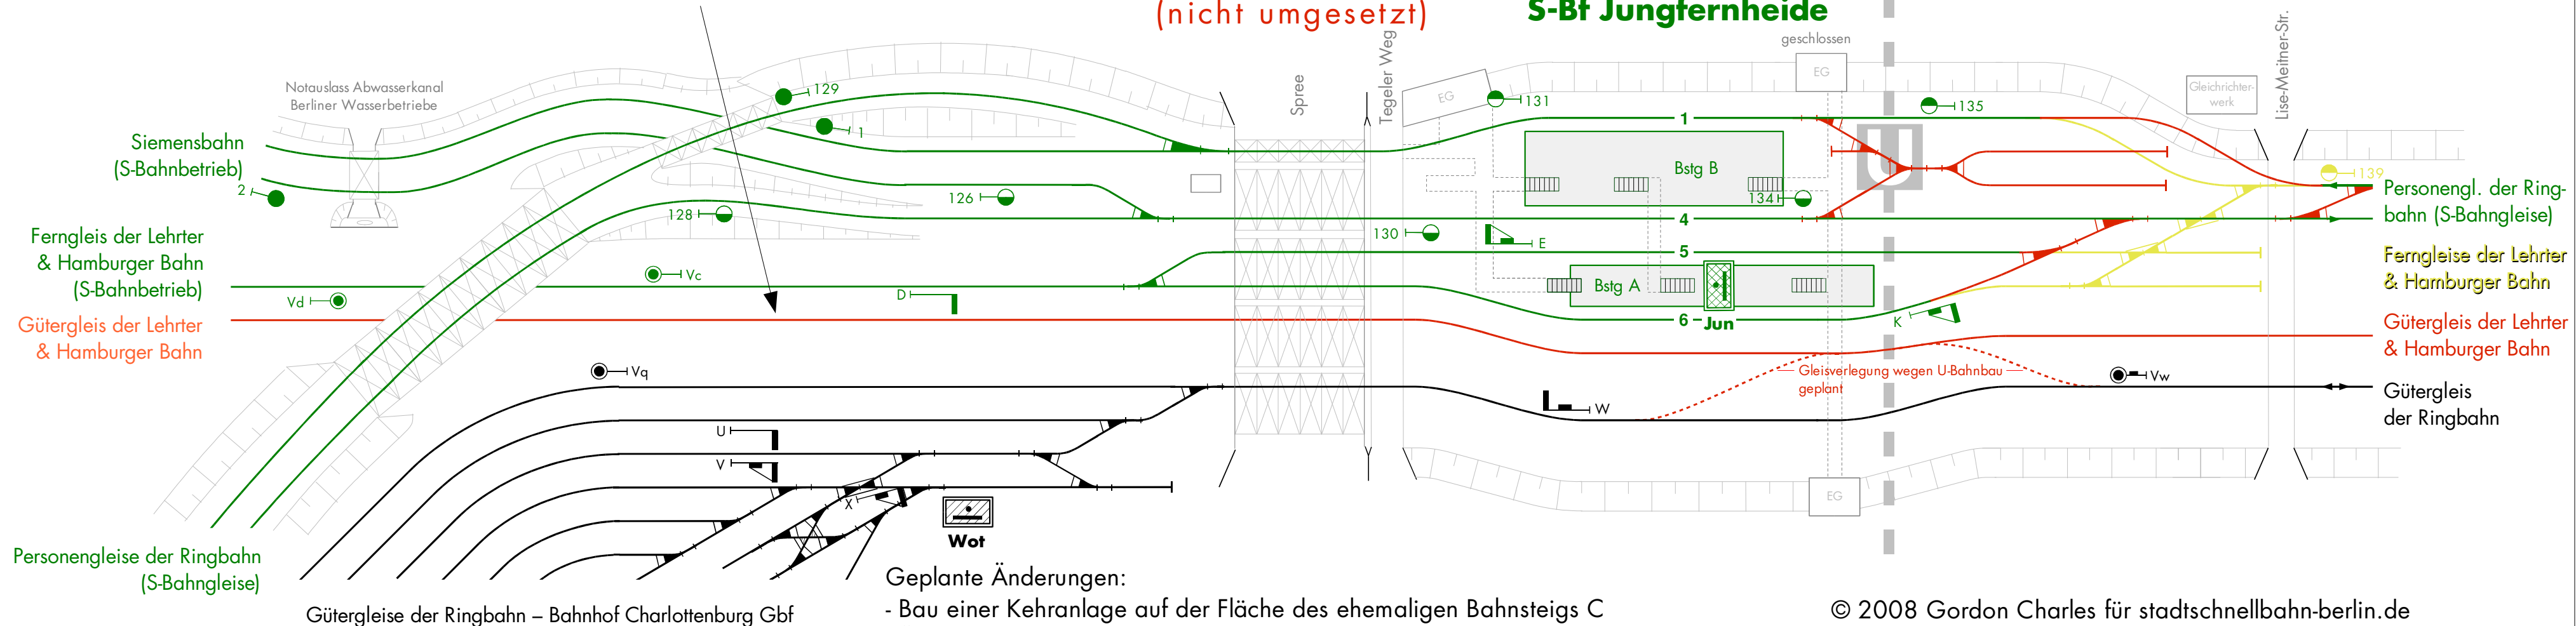 (nicht umgesetzt)
S-Bf Jungfernheide
geschlossen
EG
Notauslass Abwasserkanal
Berliner Wasserbetriebe
129
1
Spree
Tegeler Weg
EG
131
135
Gleichrichter-
werk
Lise-Meitner-Str.
Siemensbahn
(S-Bahnbetrieb)
2
1
Bstg B
U
139
126
134
128
4
Personengl. der Ring-
bahn (S-Bahngleise)
Ferngleis der Lehrter
& Hamburger Bahn
(S-Bahnbetrieb)
130
E
5
Ferngleise der Lehrter
& Hamburger Bahn
Vc
Vd
D
Bstg A
6
Jun
K
Gütergleis der Lehrter
& Hamburger Bahn
Gütergleis der Lehrter
& Hamburger Bahn
Vq
Gleisverlegung wegen U-Bahnbau
geplant
Vw
W
Gütergleis
der Ringbahn
U
V
X
EG
Wot
Personengleise der Ringbahn
(S-Bahngleise)
Geplante Änderungen:
- Bau einer Kehranlage auf der Fläche des ehemaligen Bahnsteigs C
Gütergleise der Ringbahn – Bahnhof Charlottenburg Gbf
© 2008 Gordon Charles für stadtschnellbahn-berlin.de